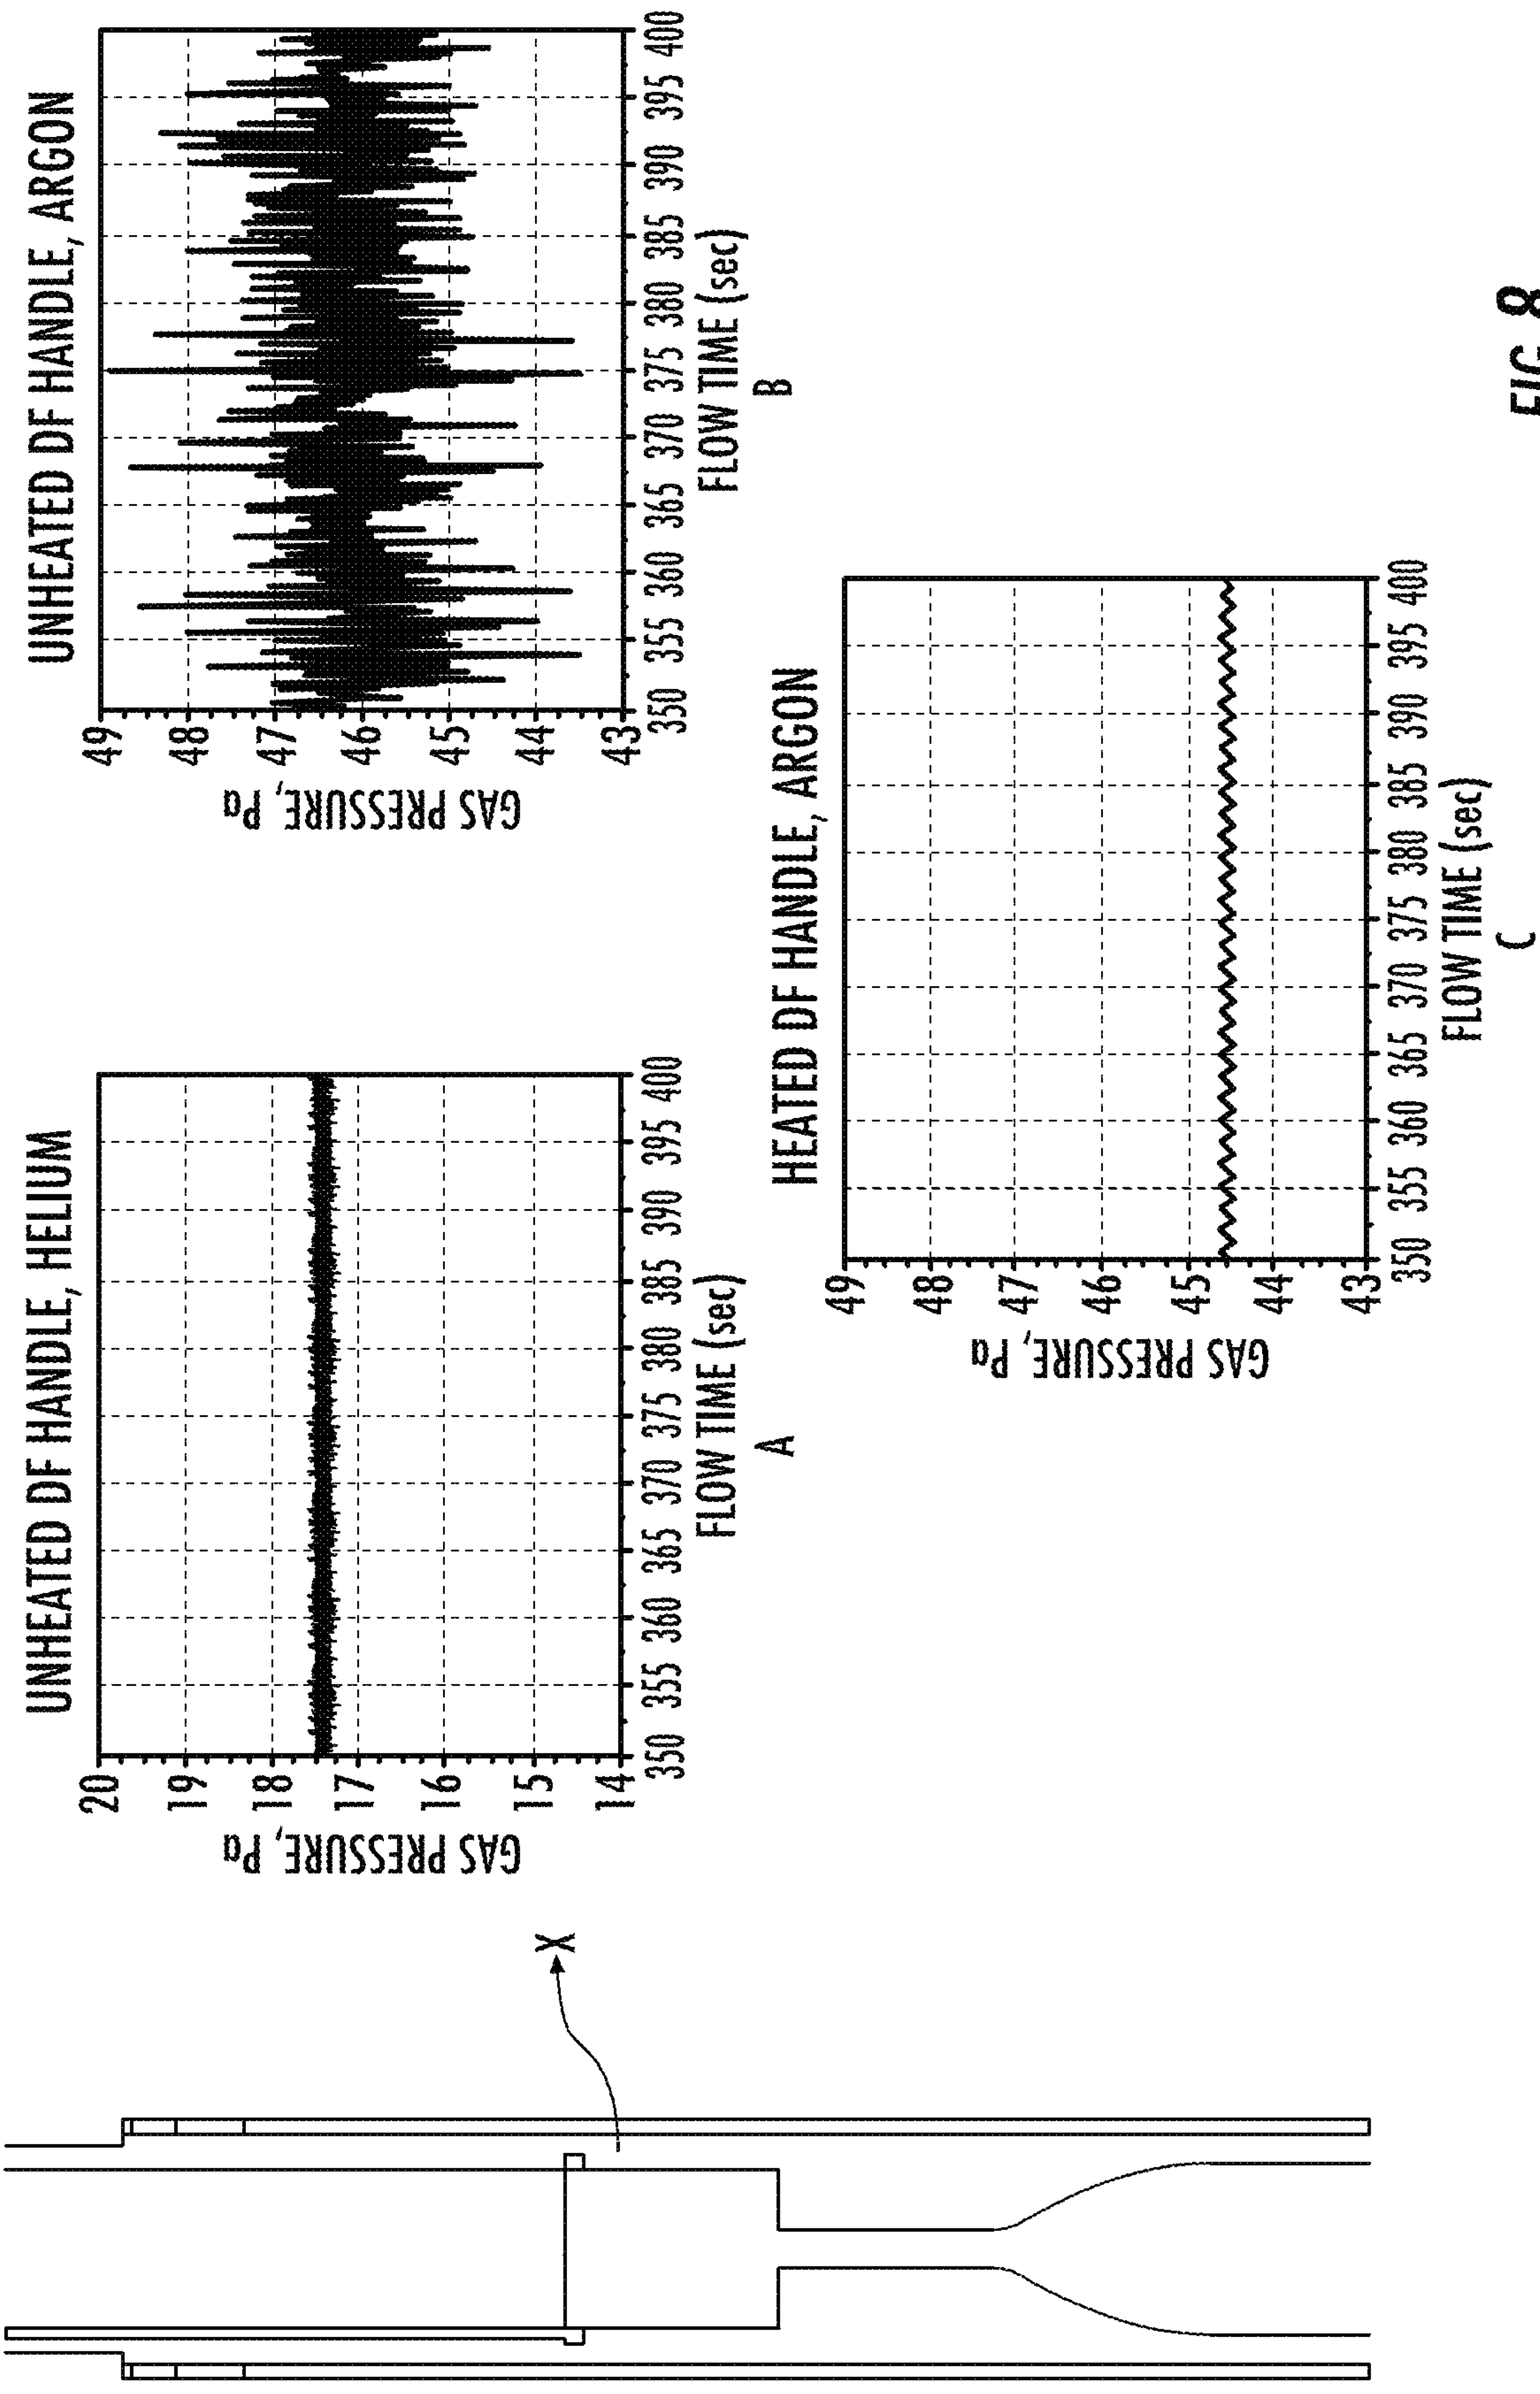 X
UNHEATED DF HANDLE, HELIUM
GAS PRESSURE, Pa
20
19
18
17
16
15
14
350 355 360 365 370 375 380 385 390 395 400
FLOW TIME (sec)
A
UNHEATED DF HANDLE, ARGON
GAS PRESSURE, Pa
49
48
47
46
45
44
43
350 355 360 365 370 375 380 385 390 395 400
FLOW TIME (sec)
B
HEATED DF HANDLE, ARGON
GAS PRESSURE, Pa
49
48
47
46
45
44
43
350 355 360 365 370 375 380 385 390 395 400
FLOW TIME (sec)
C
FIG. 8